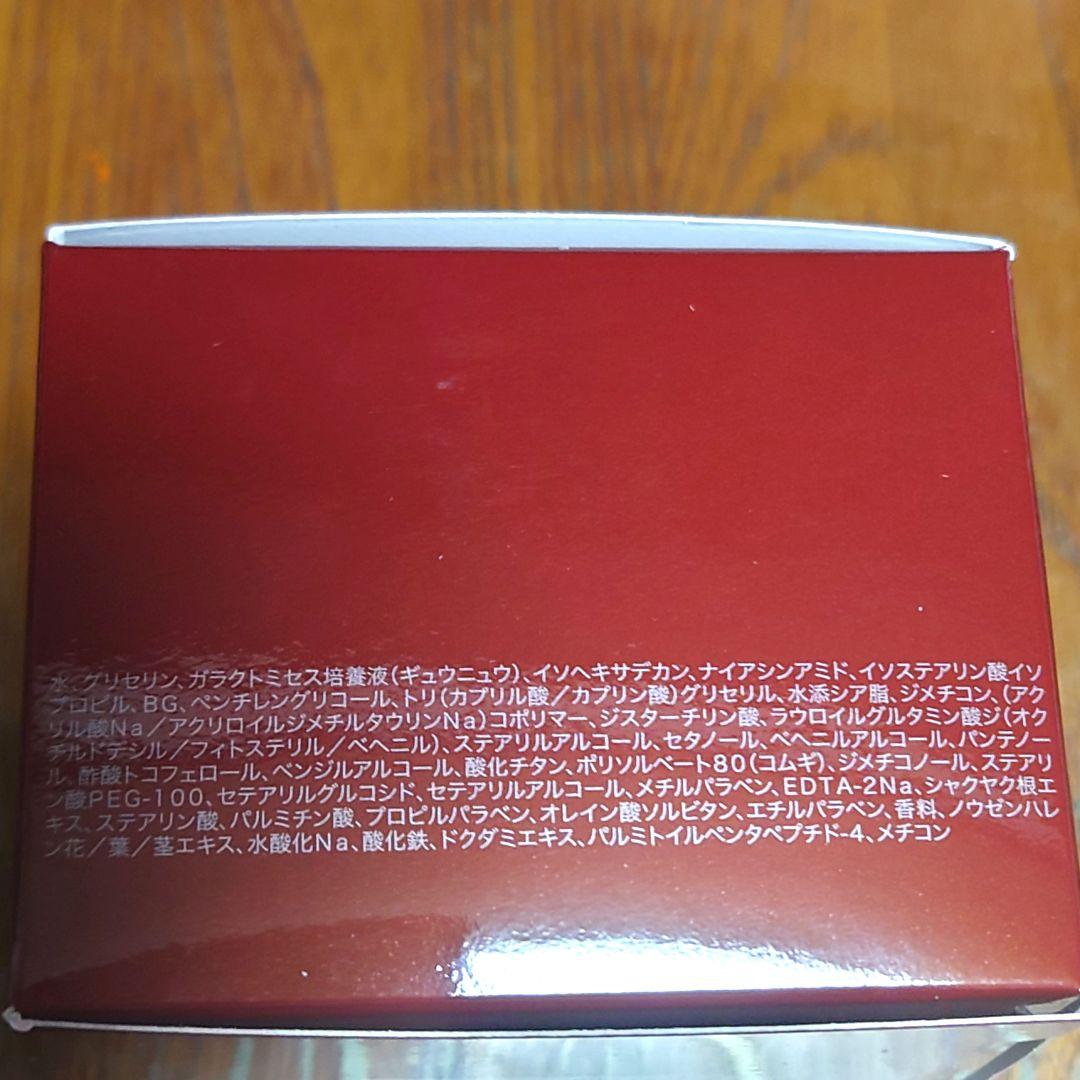 水、グリセリン、ガラクトミセス培養液(ギュウニュウ)、イソヘキサデカン、ナイアシンアミド、イソステアリン酸イソ
プロピル、BG、ペンチレングリコール、トリ(カプリル酸／カプリン酸)グリセリル、水添シア脂、ジメチコン、(アク
リル酸Na／アクリロイルジメチルタウリンNa)コポリマー、ジスターチリン酸、ラウロイルグルタミン酸ジ(オク
チルドデシル／フィトステリル／ベヘニル)、ステアリルアルコール、セタノール、ベヘニルアルコール、パンテノー
ル、酢酸トコフェロール、ベンジルアルコール、酸化チタン、ポリソルベート80(コムギ)、ジメチコノール、ステアリ
ン酸PEG-100、セテアリルグルコシド、セテアリルアルコール、メチルパラベン、EDTA-2Na、シャクヤク根エ
キス、ステアリン酸、パルミチン酸、プロピルパラベン、オレイン酸ソルビタン、エチルパラベン、香料、ノウゼンハレ
ン花／葉／茎エキス、水酸化Na、酸化鉄、ドクダミエキス、パルミトイルペンタペプチド-4、メチコン